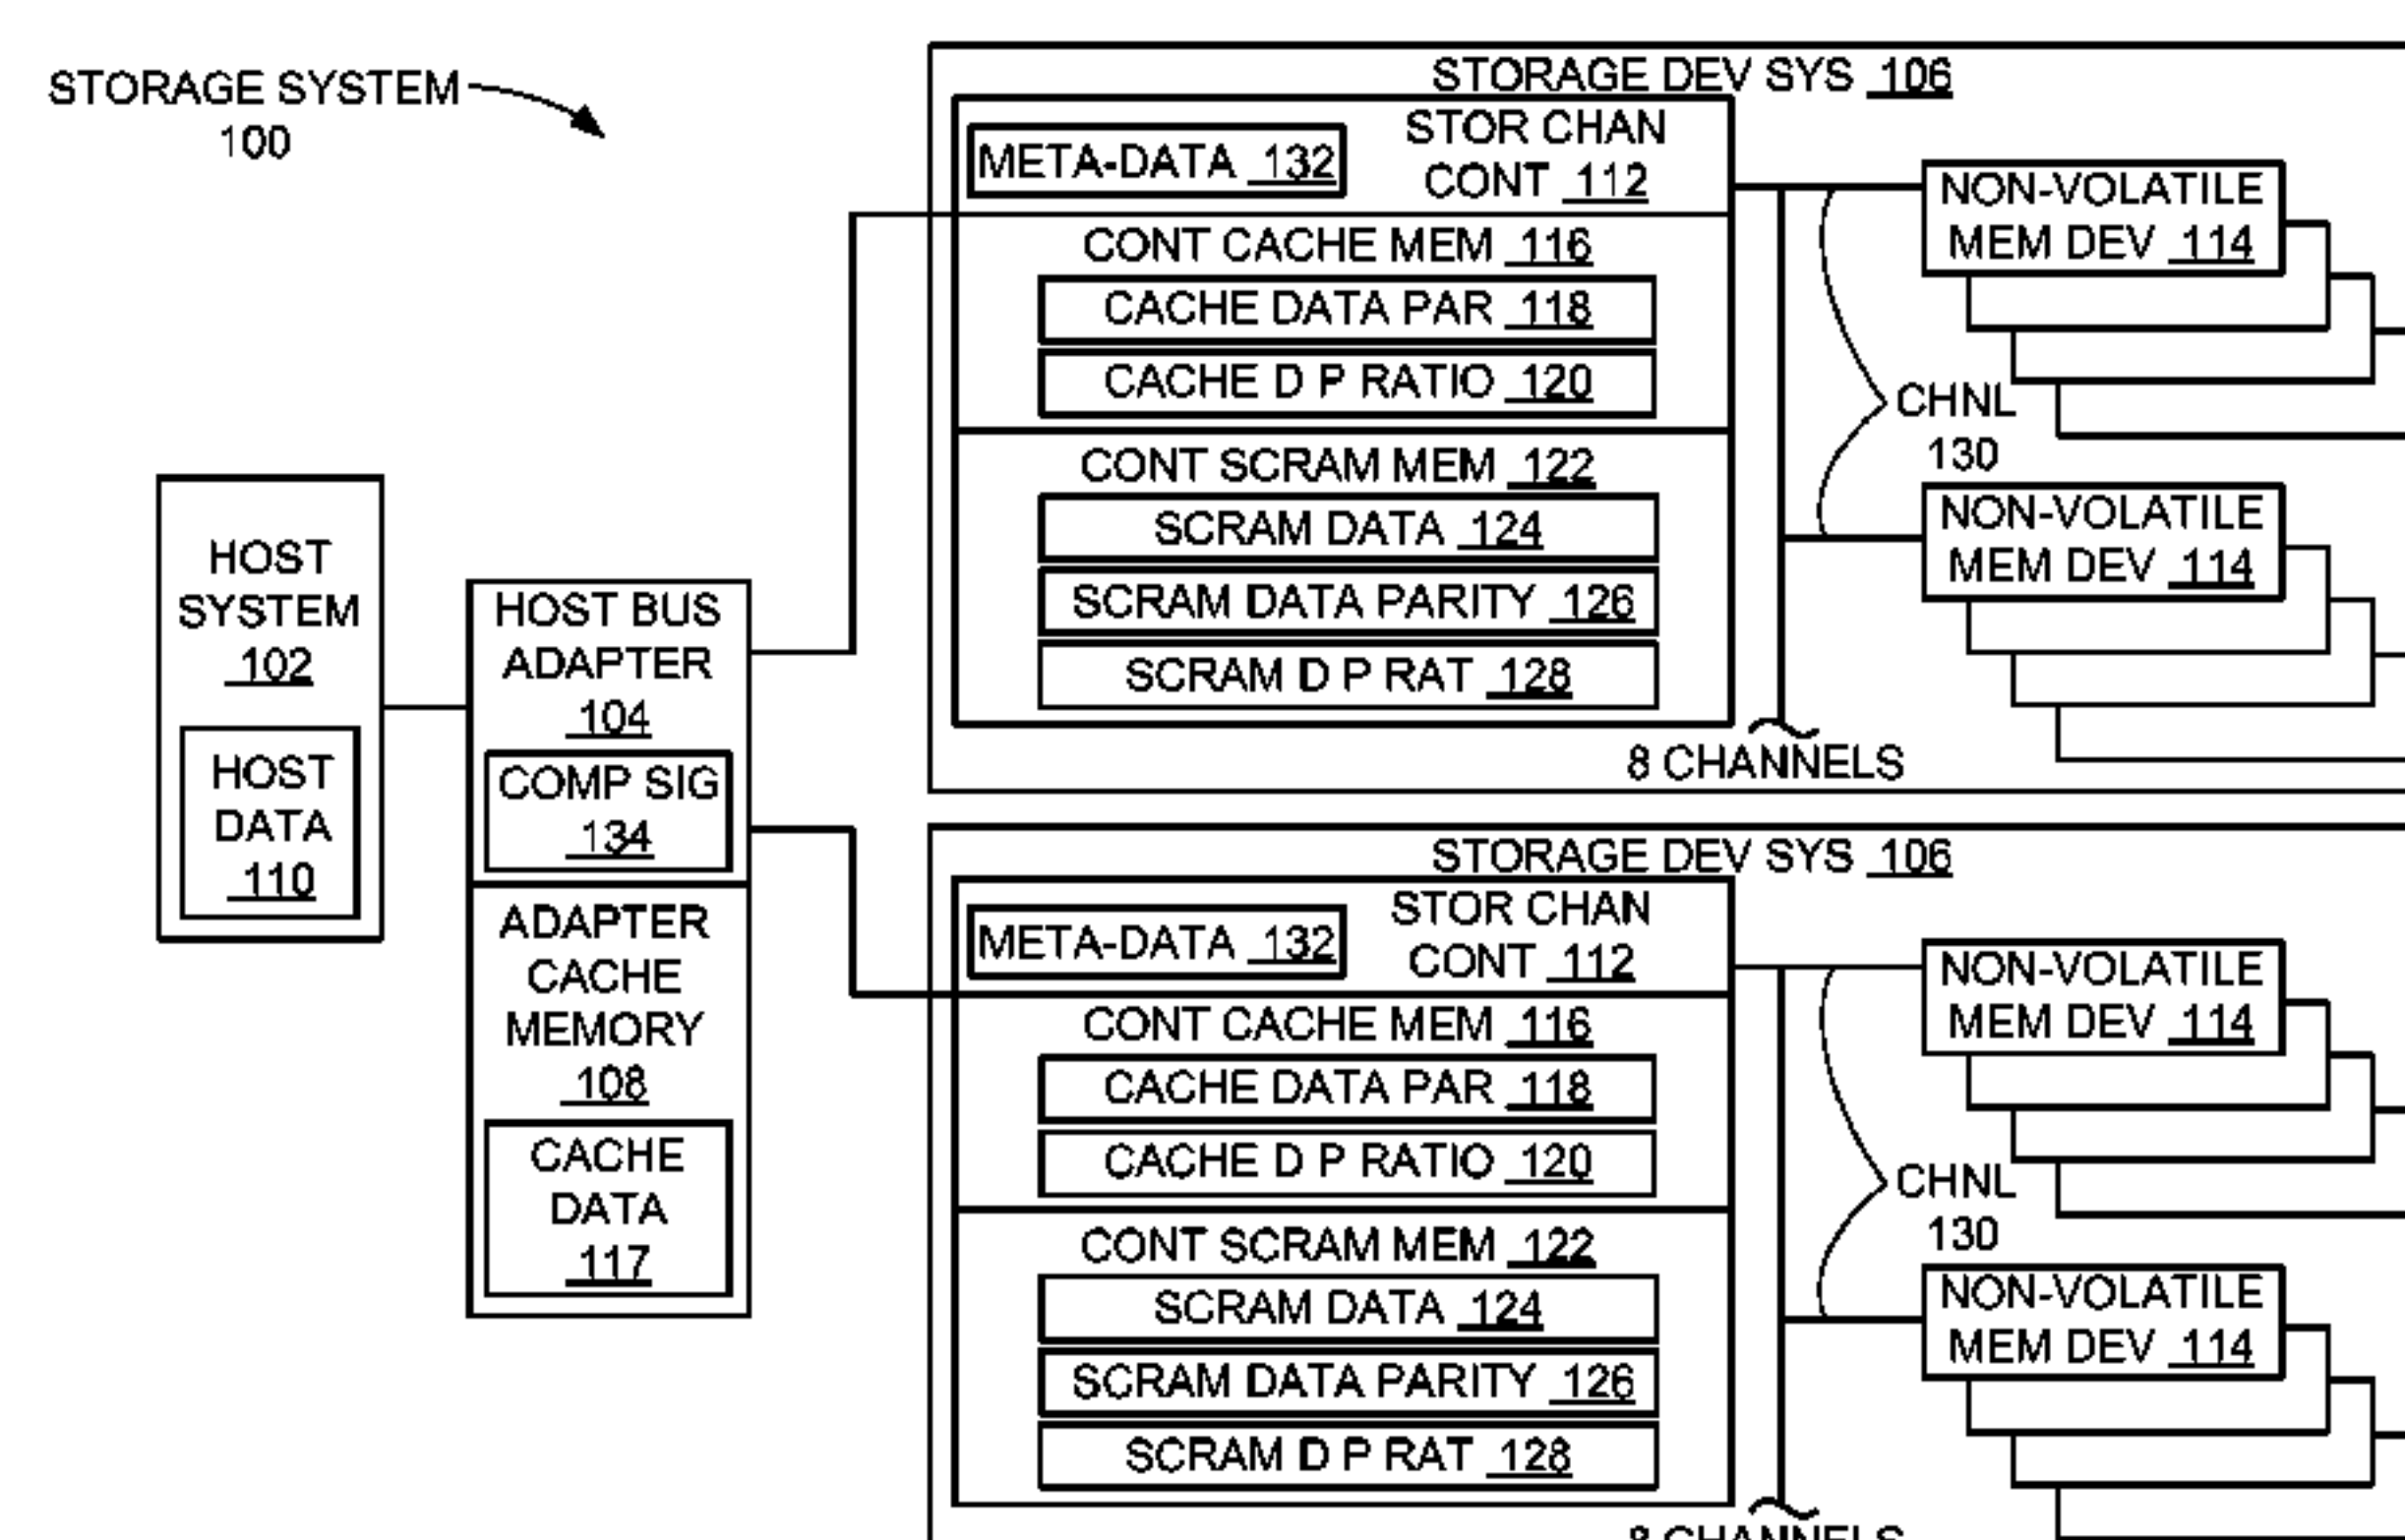 STORAGE SYSTEM
100
HOST
SYSTEM
102
HOST
DATA
110
HOST BUS
ADAPTER
104
COMP SIG
134
ADAPTER
CACHE
MEMORY
108
CACHE
DATA
117
STORAGE DEV SYS 106
META-DATA 132
STOR CHAN
CONT 112
CONT CACHE MEM 116
CACHE DATA PAR 118
CACHE D P RATIO 120
CONT SCRAM MEM 122
SCRAM DATA 124
SCRAM DATA PARITY 126
SCRAM D P RAT 128
NON-VOLATILE
MEM DEV 114
CHNL
130
NON-VOLATILE
MEM DEV 114
8 CHANNELS
STORAGE DEV SYS 106
META-DATA 132
STOR CHAN
CONT 112
CONT CACHE MEM 116
CACHE DATA PAR 118
CACHE D P RATIO 120
CONT SCRAM MEM 122
SCRAM DATA 124
SCRAM DATA PARITY 126
SCRAM D P RAT 128
NON-VOLATILE
MEM DEV 114
CHNL
130
NON-VOLATILE
MEM DEV 114
8 CHANNELS